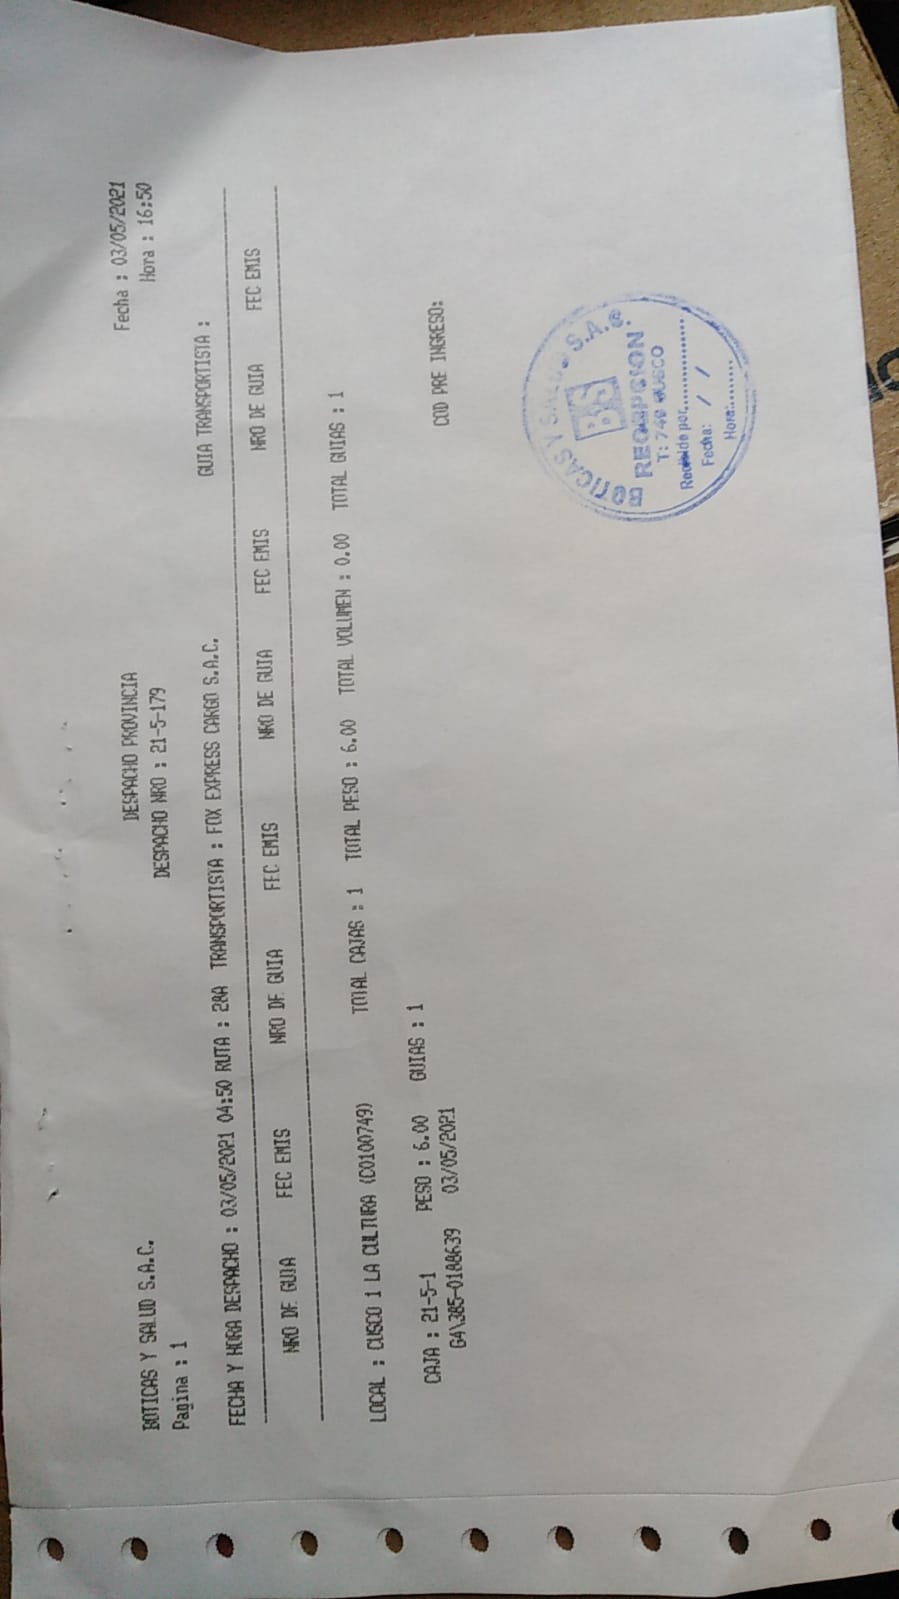 BOTICAS Y SALUD S.A.C. DESPACHO PROVINCIA Fecha : 03/05/2021
Pagina : 1 DESPACHO NRO : 21-5-179 Hora : 16:50
FECHA Y HORA DESPACHO : 03/05/2021 04:50 RUTA : 28A TRANSPORTISTA : FOX EXPRESS CARGO S.A.C. GUIA TRANSPORTISTA :
NRO DE GUIA FEC EMIS NRO DE GUIA FEC EMIS NRO DE GUIA FEC EMIS NRO DE GUIA FEC EMIS
LOCAL : CUSCO 1 LA CULTURA (C0100749) TOTAL CAJAS : 1 TOTAL PESO : 6.00 TOTAL VOLUMEN : 0.00 TOTAL GUIAS : 1
CAJA : 21-5-1 PESO : 6.00 GUIAS : 1 COD PRE INGRESO:
G4\385-0188639 03/05/2021
BOTICAS Y SALUD S.A.C.
BS
RECEPCION
T: 749 CUSCO
Recibido por:
Fecha: / /
Hora: